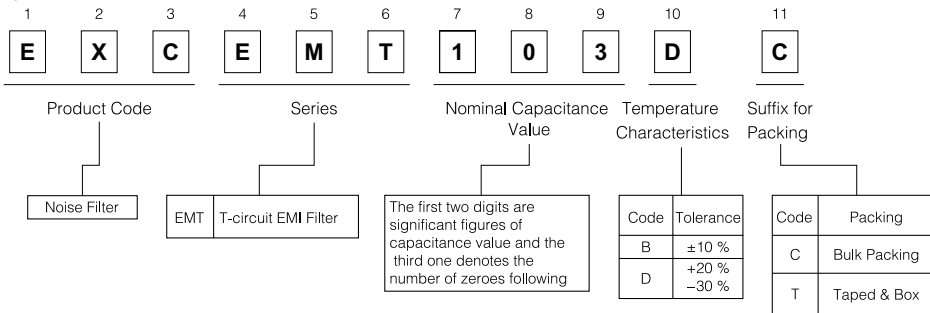 1 2 3 4 5 6 7 8 9 10 11
E X C E M T 1 0 3 D C
Product Code
Series
Nominal Capacitance
Value
Temperature
Characteristics
Suffix for
Packing
Noise Filter
EMT T-circuit EMI Filter
The first two digits are
significant figures of
capacitance value and the
third one denotes the
number of zeroes following
Code Tolerance
B ±10 %
D +20 %
−30 %
Code Packing
C Bulk Packing
T Taped & Box